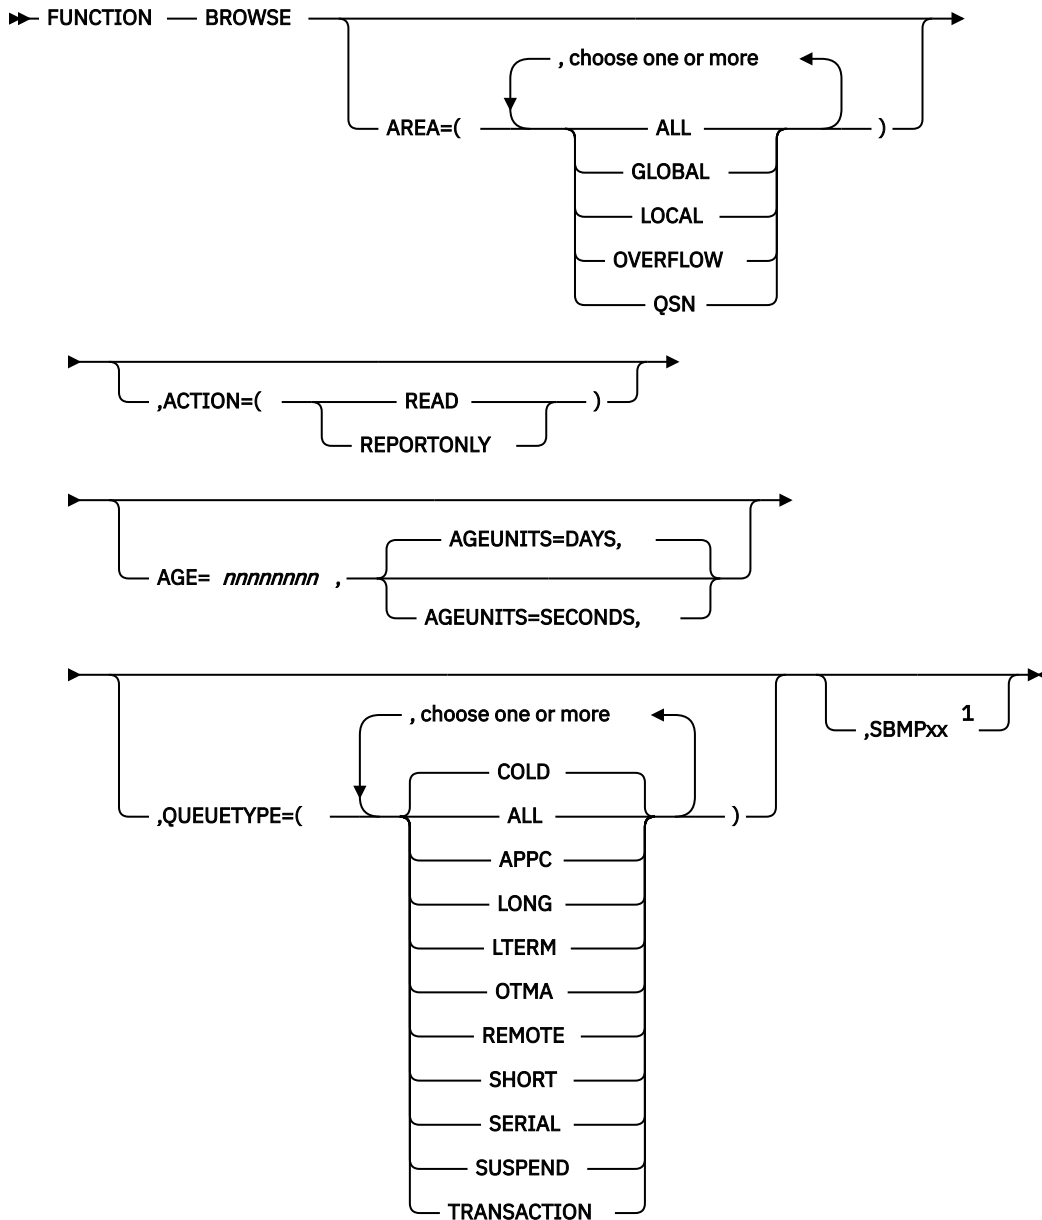 FUNCTION BROWSE
, choose one or more
AREA=( ALL )
GLOBAL
LOCAL
OVERFLOW
QSN
,ACTION=( READ )
REPORTONLY
AGEUNITS=DAYS,
AGE= nnnnnnnn ,
AGEUNITS=SECONDS,
, choose one or more
,SBMPxx 1
COLD
,QUEUETYPE=( ALL )
APPC
LONG
LTERM
OTMA
REMOTE
SHORT
SERIAL
SUSPEND
TRANSACTION